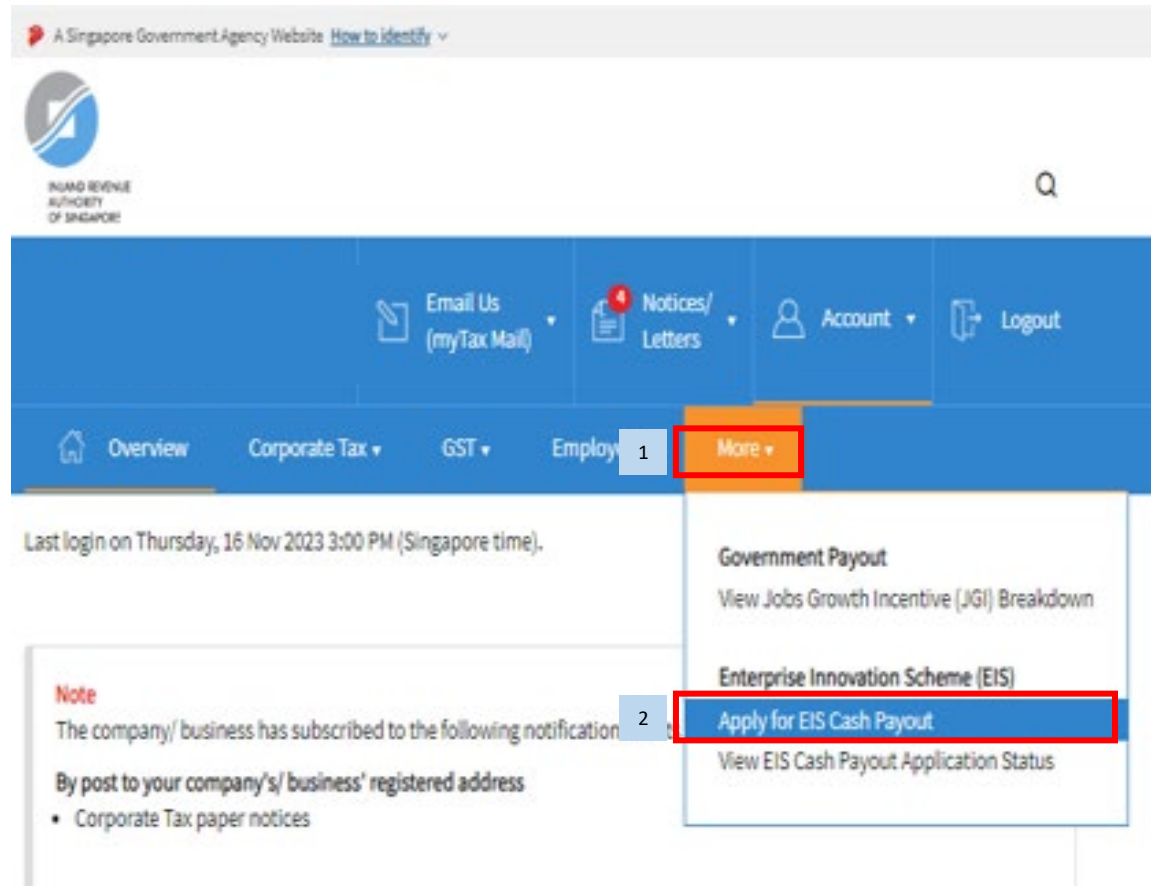 A Singapore Government Agency Website How to identify
INLAND REVENUE
AUTHORITY
OF SINGAPORE
Email Us
(myTax Mail)
4
Notices/
Letters
Account
Logout
Overview
Corporate Tax
GST
Employe
1
More
Last login on Thursday, 16 Nov 2023 3:00 PM (Singapore time).
Government Payout
View Jobs Growth Incentive (JGI) Breakdown
Enterprise Innovation Scheme (EIS)
2
Apply for EIS Cash Payout
View EIS Cash Payout Application Status
Note
The company/ business has subscribed to the following notification
By post to your company's/ business' registered address
• Corporate Tax paper notices